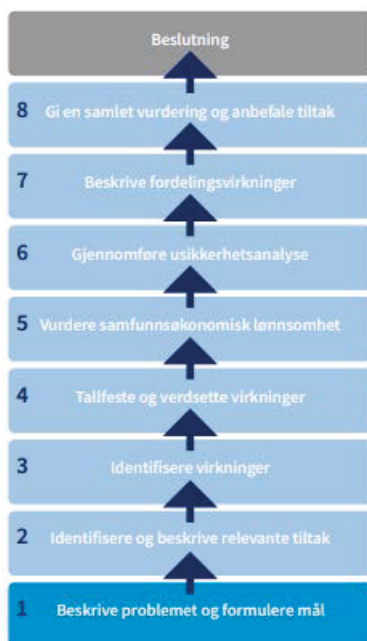 Beslutning
8 Gi en samlet vurdering og anbefale tiltak
7 Beskrive fordelingsvirkninger
6 Gjennomføre usikkerhetsanalyse
5 Vurdere samfunnsøkonomisk lønnsomhet
4 Tallfeste og verdsette virkninger
3 Identifisere virkninger
2 Identifisere og beskrive relevante tiltak
1 Beskrive problemet og formulere mål